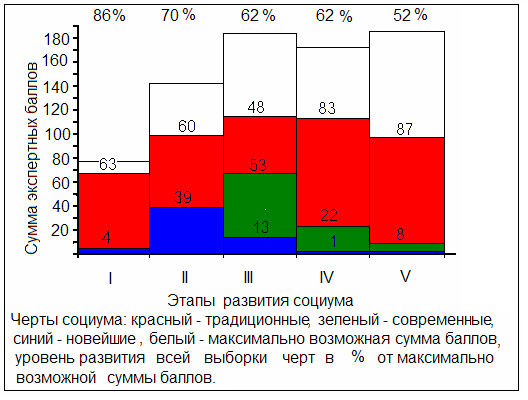 86% 70 % 62 % 62 % 52 %
Сумма экспертных баллов
180
160
140
120
100
80
60
40
20
63
4
60
39
48
53
13
83
22
1
87
8
I II III IV V
Этапы развития социума
Черты социума: красный - традиционные, зеленый - современные,
синий - новейшие , белый - максимально возможная сумма баллов,
уровень развития всей выборки черт в % от максимально
возможной суммы баллов.